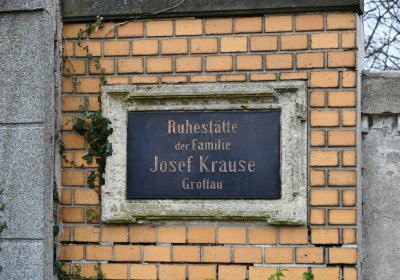 Ruhestätte
der Familie
Josef Krause
Grottau